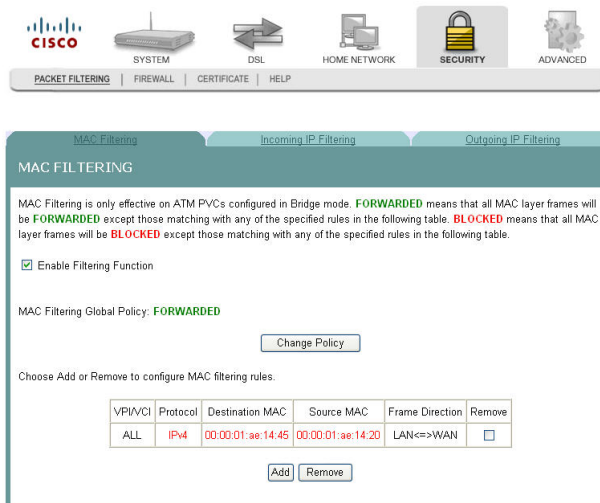 CISCO
SYSTEM
DSL
HOME NETWORK
SECURITY
ADVANCED
PACKET FILTERING | FIREWALL | CERTIFICATE | HELP
MAC Filtering
Incoming IP Filtering
Outgoing IP Filtering
MAC FILTERING
MAC Filtering is only effective on ATM PVCs configured in Bridge mode. FORWARDED means that all MAC layer frames will
be FORWARDED except those matching with any of the specified rules in the following table. BLOCKED means that all MAC
layer frames will be BLOCKED except those matching with any of the specified rules in the following table.
Enable Filtering Function
MAC Filtering Global Policy: FORWARDED
Change Policy
Choose Add or Remove to configure MAC filtering rules.
VPI/VCI Protocol Destination MAC Source MAC Frame Direction Remove
ALL IPv4 00:00:01:ae:14:45 00:00:01:ae:14:20 LAN<=>WAN
Add Remove